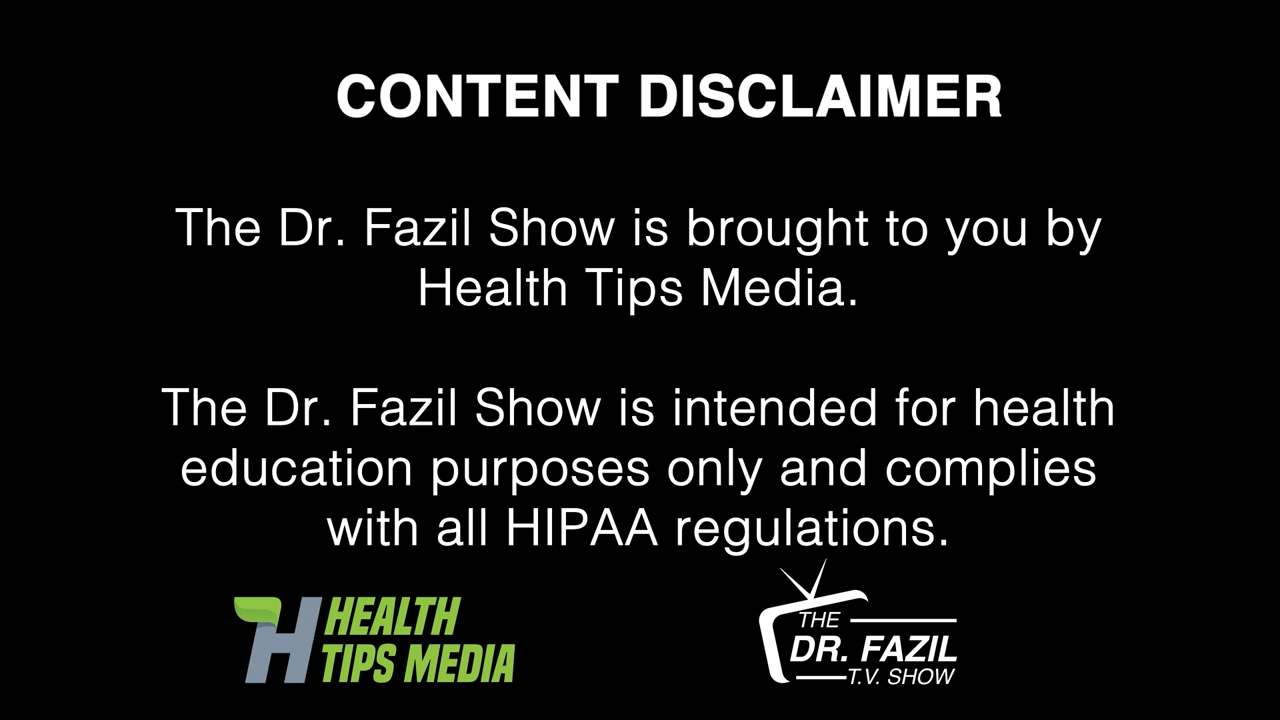 CONTENT DISCLAIMER
The Dr. Fazil Show is brought to you by
Health Tips Media.
The Dr. Fazil Show is intended for health
education purposes only and complies
with all HIPAA regulations.
H HEALTH
TIPS MEDIA
THE
DR. FAZIL
T.V. SHOW